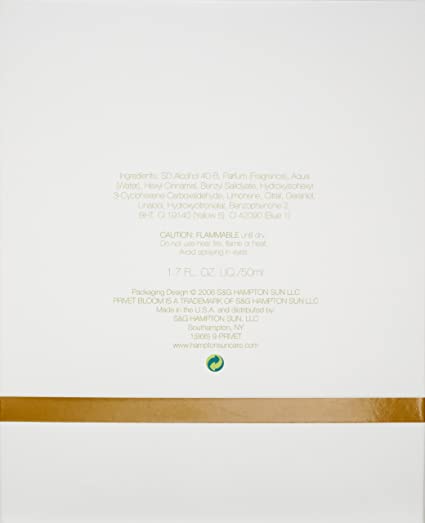 Ingredients: SD Alcohol 40-B, Parfum (Fragrance), Aqua
(Water), Hexyl Cinnamal, Benzyl Salicylate, Hydroxyisohexyl
3-Cyclohexene Carboxaldehyde, Limonene, Citral, Geraniol,
Linalool, Hydroxycitronellal, Benzophenone 2,
BHT, CI 19140 (Yellow 5), CI 42090 (Blue 1)
CAUTION: FLAMMABLE until dry.
Do not use near fire, flame or heat.
Avoid spraying in eyes.
1.7 FL. OZ. LIQ./50ml
Packaging Design © 2006 S&G HAMPTON SUN LLC
PRIVET BLOOM IS A TRADEMARK OF S&G HAMPTON SUN LLC
Made in the U.S.A. and distributed by:
S&G HAMPTON SUN, LLC
Southampton, NY
1(866) 9-PRIVET
www.hamptonsuncare.com